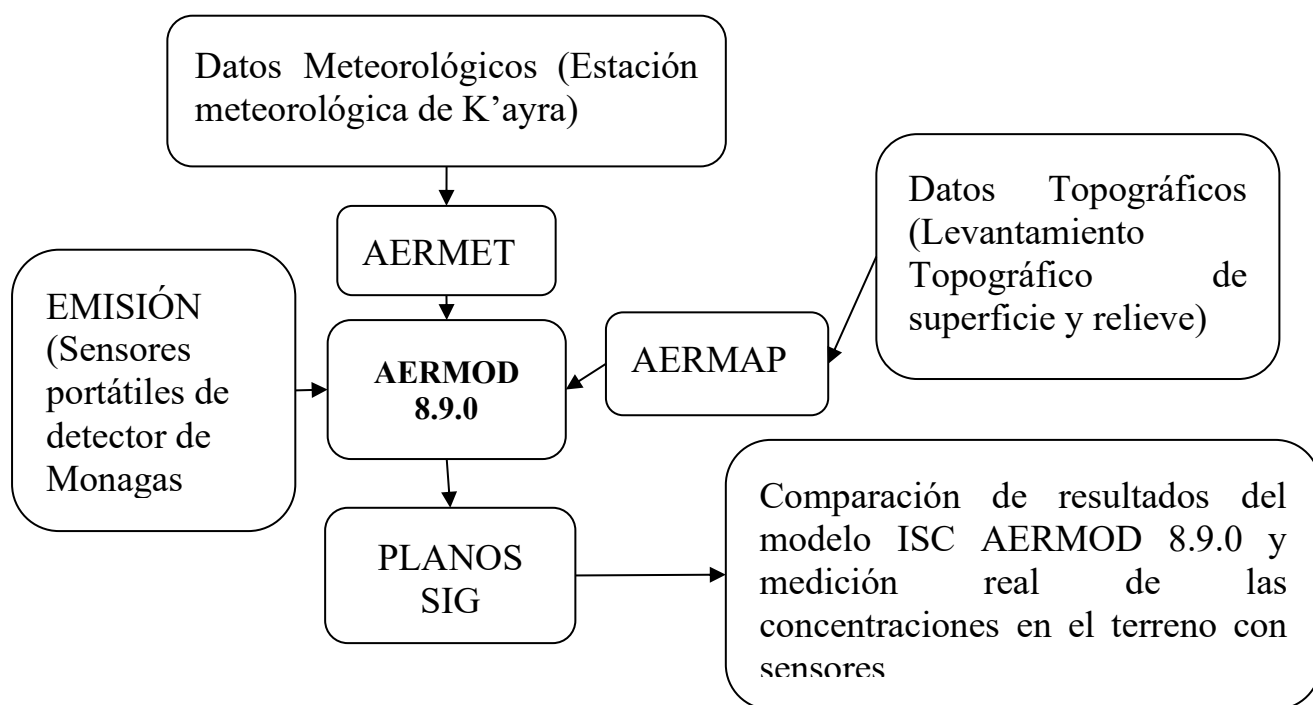 Datos Meteorológicos (Estación
meteorológica de K’ayra)
Datos Topográficos
(Levantamiento
Topográfico de
superficie y relieve)
AERMET
EMISIÓN
(Sensores
portátiles de
detector de
Monagas
AERMOD
8.9.0
AERMAP
Comparación de resultados del
modelo ISC AERMOD 8.9.0 y
medición real de las
concentraciones en el terreno con
sensores
PLANOS
SIG